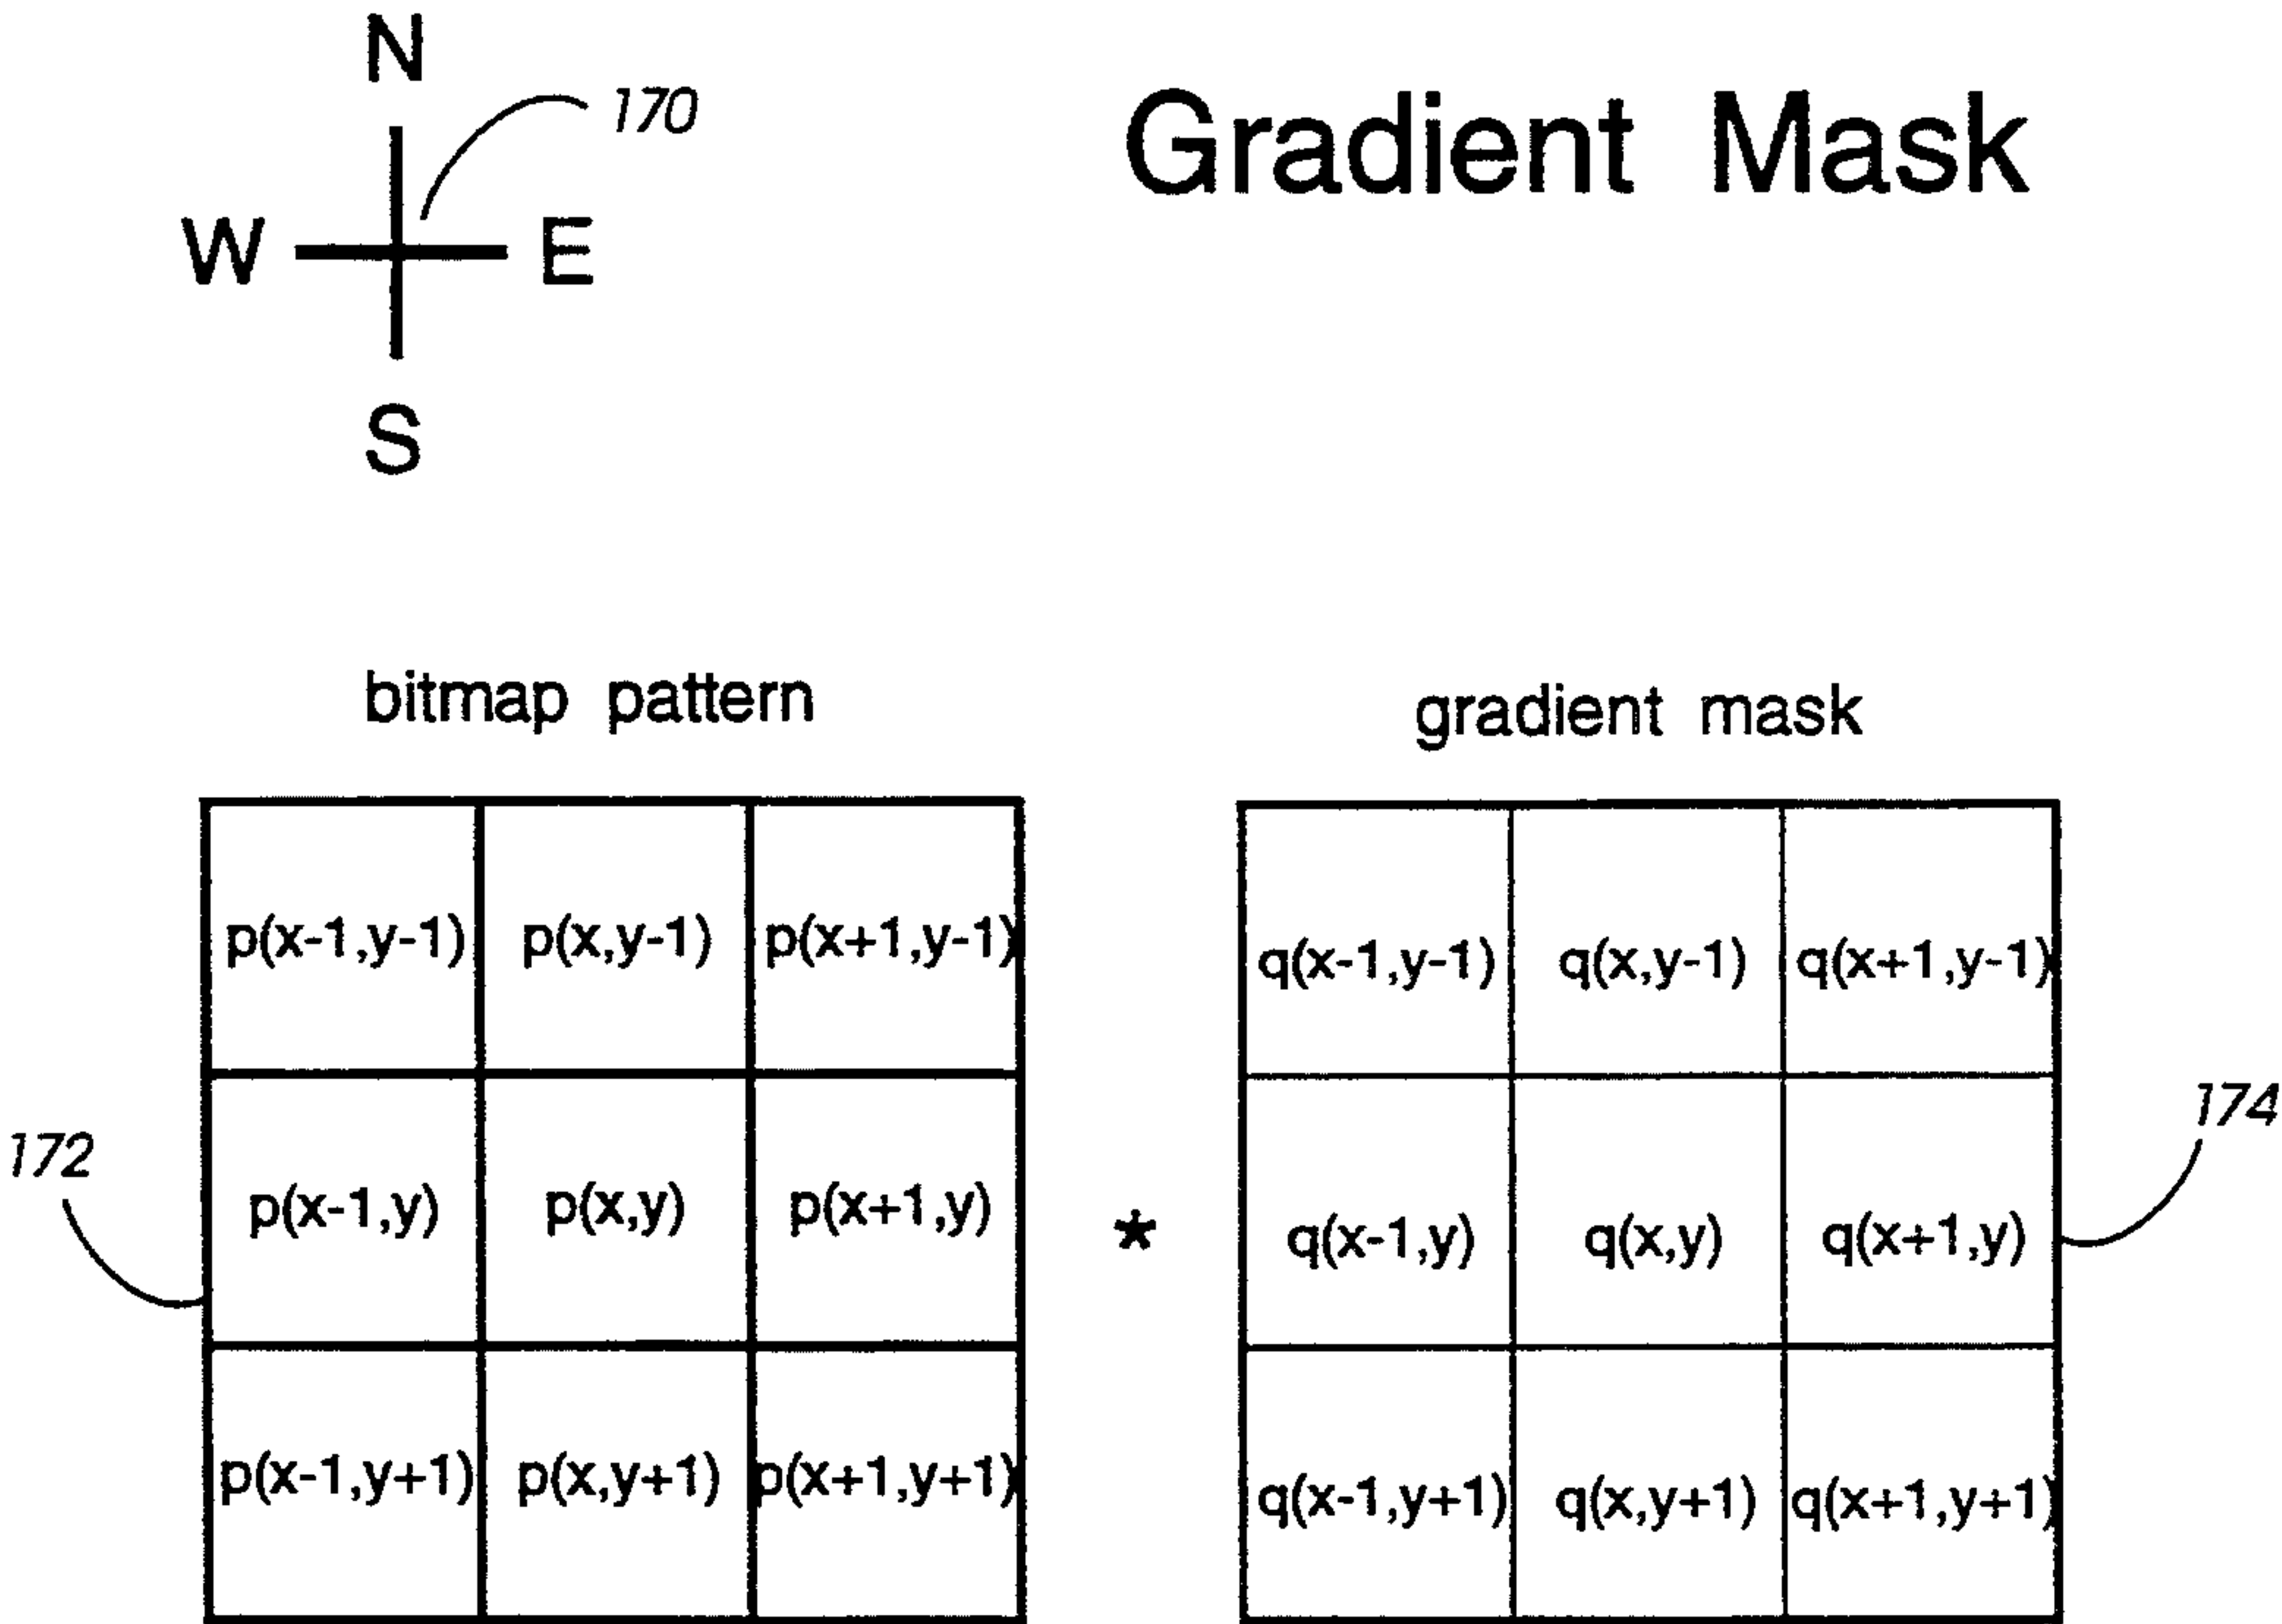 N
170
Gradient Mask
W E
S
bitmap pattern
gradient mask
p(x-1,y-1) p(x,y-1) p(x+1,y-1)
q(x-1,y-1) q(x,y-1) q(x+1,y-1)
172
174
p(x-1,y) p(x,y) p(x+1,y)
*
q(x-1,y) q(x,y) q(x+1,y)
p(x-1,y+1) p(x,y+1) p(x+1,y+1)
q(x-1,y+1) q(x,y+1) q(x+1,y+1)